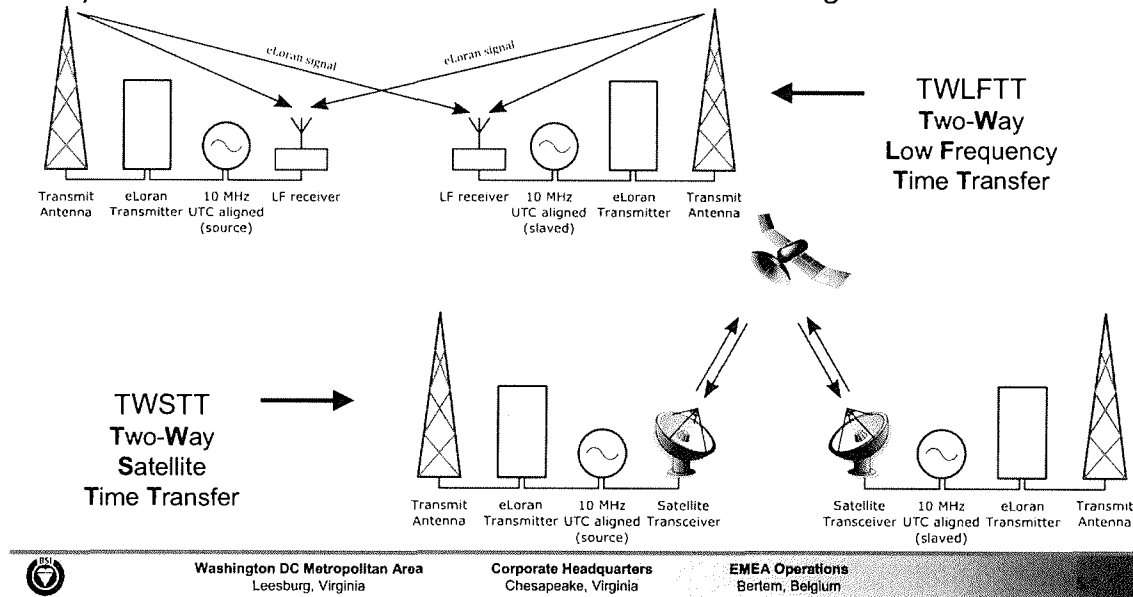 eLoran signal
eLoran signal
TWLFTT
Two-Way
Low Frequency
Time Transfer
Transmit
Antenna
eLoran
Transmitter
10 MHz
UTC aligned
(source)
LF receiver
LF receiver
10 MHz
UTC aligned
(slaved)
eLoran
Transmitter
Transmit
Antenna
TWSTT
Two-Way
Satellite
Time Transfer
Transmit
Antenna
eLoran
Transmitter
10 MHz
UTC aligned
(source)
Satellite
Transceiver
Satellite
Transceiver
10 MHz
UTC aligned
(slaved)
eLoran
Transmitter
Transmit
Antenna
Washington DC Metropolitan Area
Leesburg, Virginia
Corporate Headquarters
Chesapeake, Virginia
EMEA Operations
Bertem, Belgium